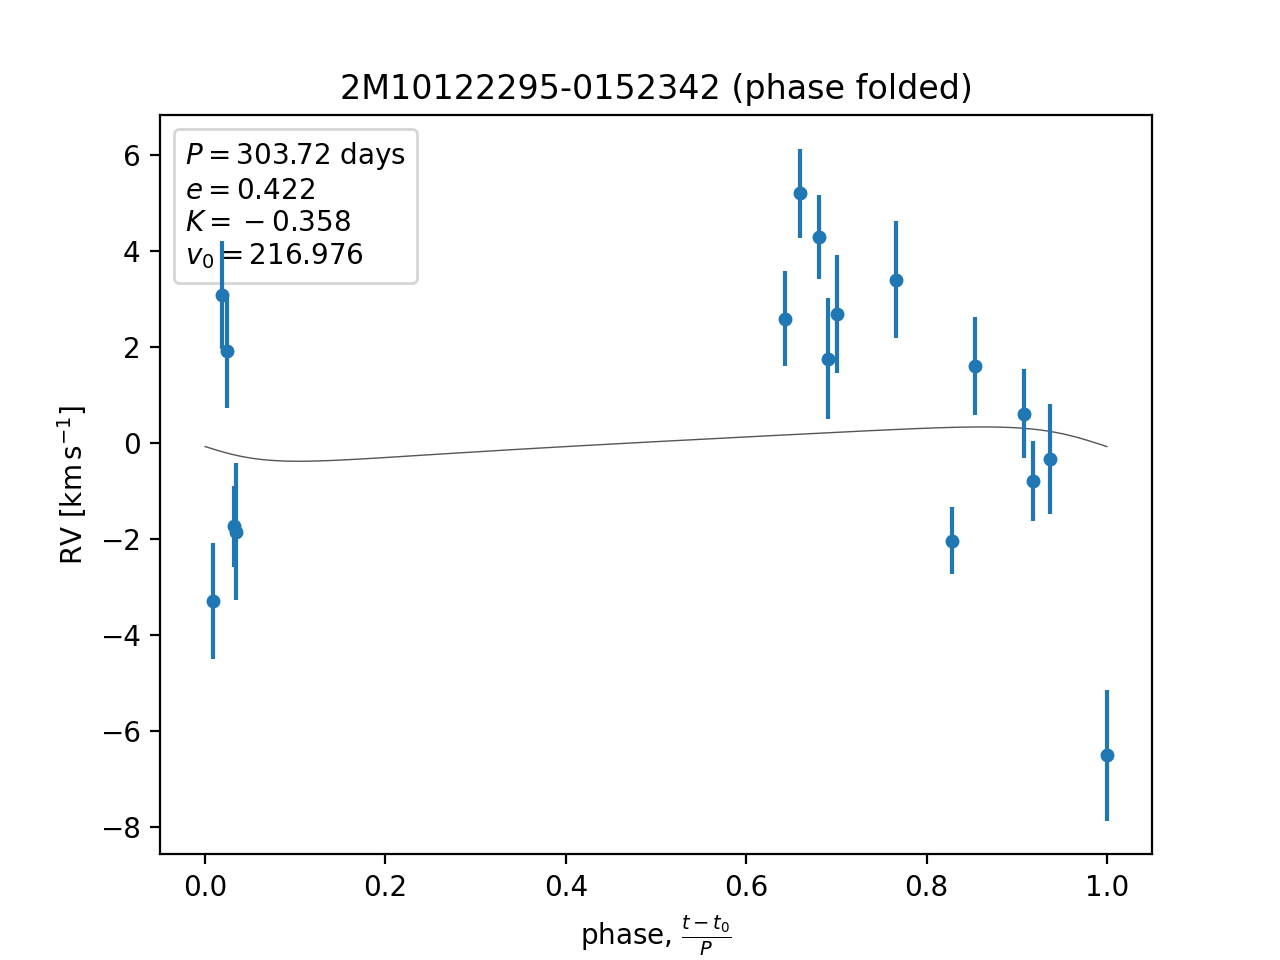 2M10122295-0152342 (phase folded)
P = 303.72 days
e = 0.422
K = −0.358
v₀ = 216.976
6
4
2
0
−2
−4
−6
−8
RV [km s⁻¹]
0.0 0.2 0.4 0.6 0.8 1.0
phase, (t − t₀)/P